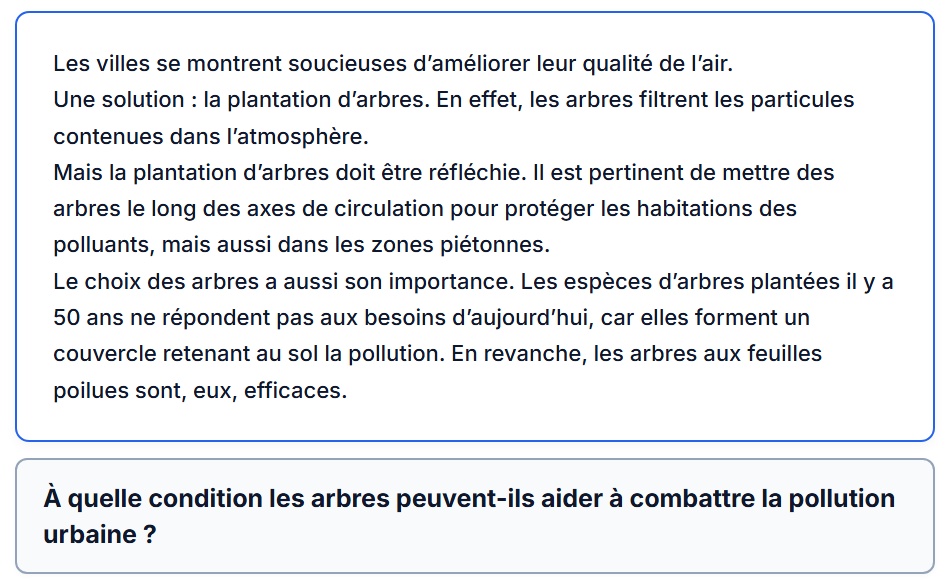 Les villes se montrent soucieuses d’améliorer leur qualité de l’air.
Une solution : la plantation d’arbres. En effet, les arbres filtrent les particules
contenues dans l’atmosphère.
Mais la plantation d’arbres doit être réfléchie. Il est pertinent de mettre des
arbres le long des axes de circulation pour protéger les habitations des
polluants, mais aussi dans les zones piétonnes.
Le choix des arbres a aussi son importance. Les espèces d’arbres plantées il y a
50 ans ne répondent pas aux besoins d’aujourd’hui, car elles forment un
couvercle retenant au sol la pollution. En revanche, les arbres aux feuilles
poilues sont, eux, efficaces.
À quelle condition les arbres peuvent-ils aider à combattre la pollution
urbaine ?